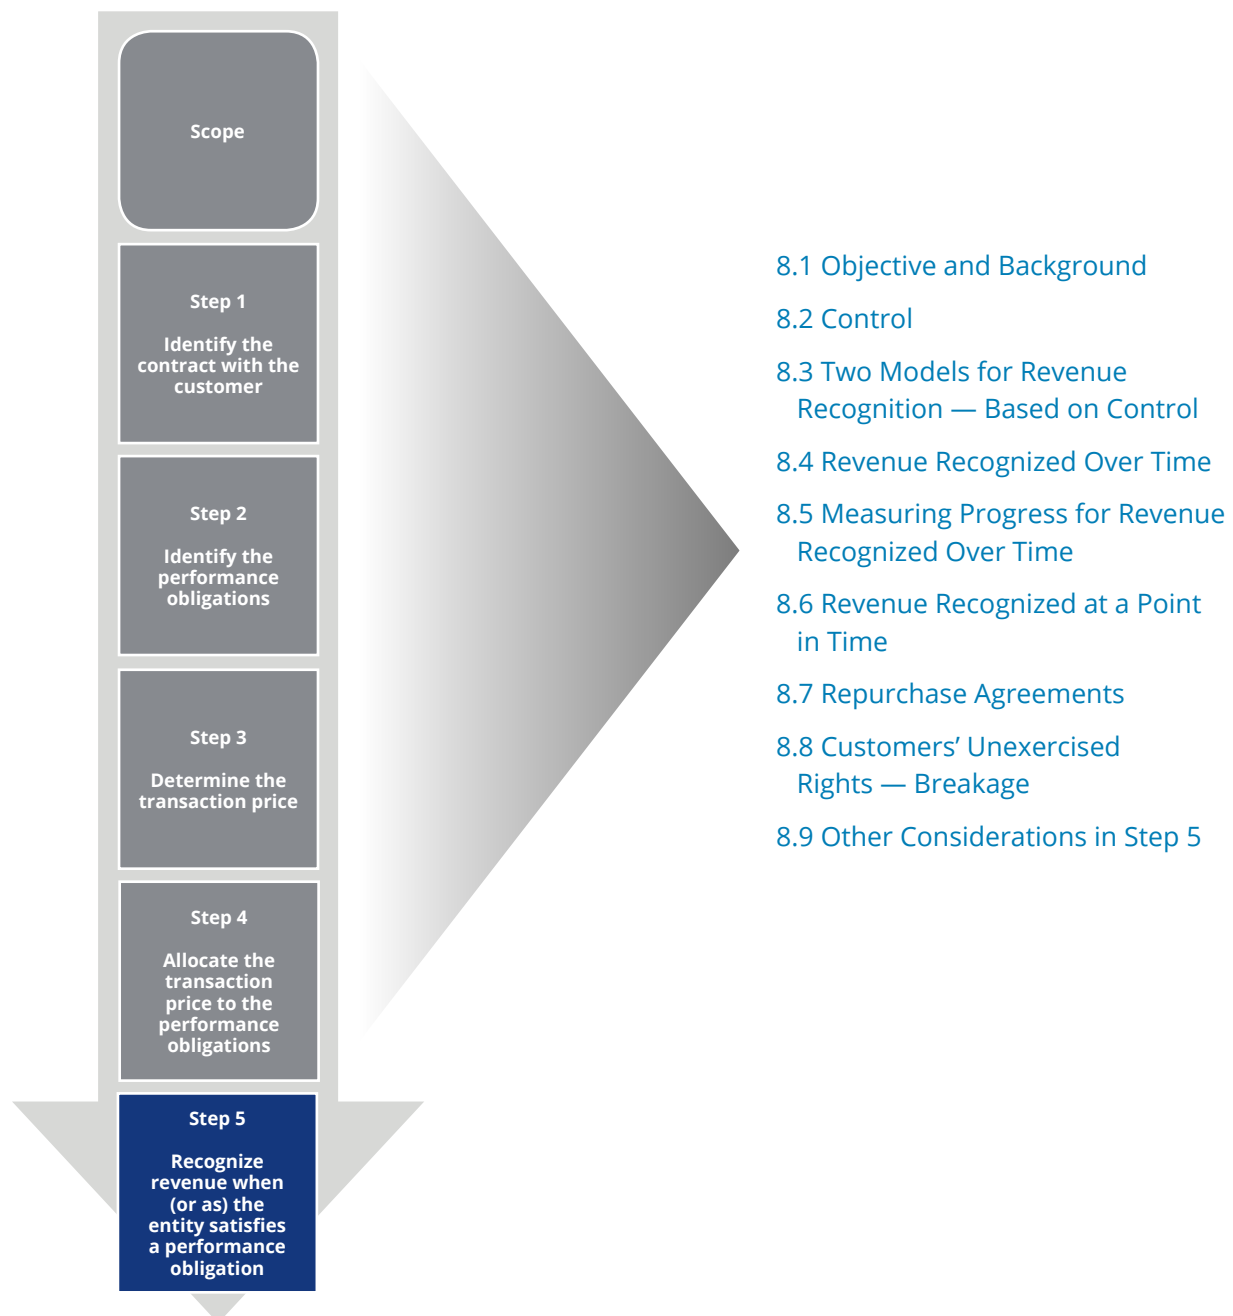 Scope
Step 1
Identify the
contract with the
customer
Step 2
Identify the
performance
obligations
Step 3
Determine the
transaction price
Step 4
Allocate the
transaction
price to the
performance
obligations
Step 5
Recognize
revenue when
(or as) the
entity satisfies
a performance
obligation
8.1 Objective and Background
8.2 Control
8.3 Two Models for Revenue
Recognition — Based on Control
8.4 Revenue Recognized Over Time
8.5 Measuring Progress for Revenue
Recognized Over Time
8.6 Revenue Recognized at a Point
in Time
8.7 Repurchase Agreements
8.8 Customers’ Unexercised
Rights — Breakage
8.9 Other Considerations in Step 5